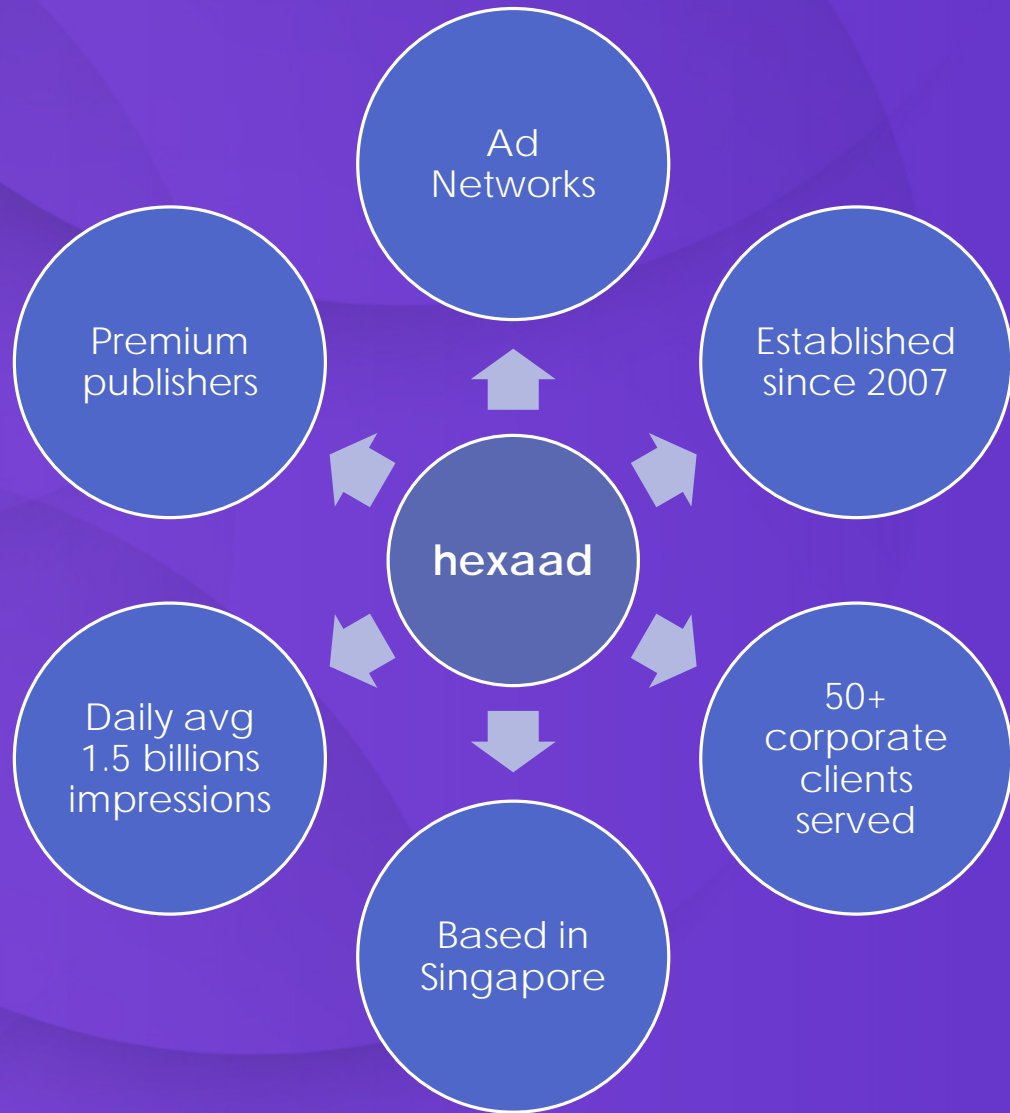 Ad
Networks
Established
since 2007
50+
corporate
clients
served
Based in
Singapore
Daily avg
1.5 billions
impressions
Premium
publishers
hexaad